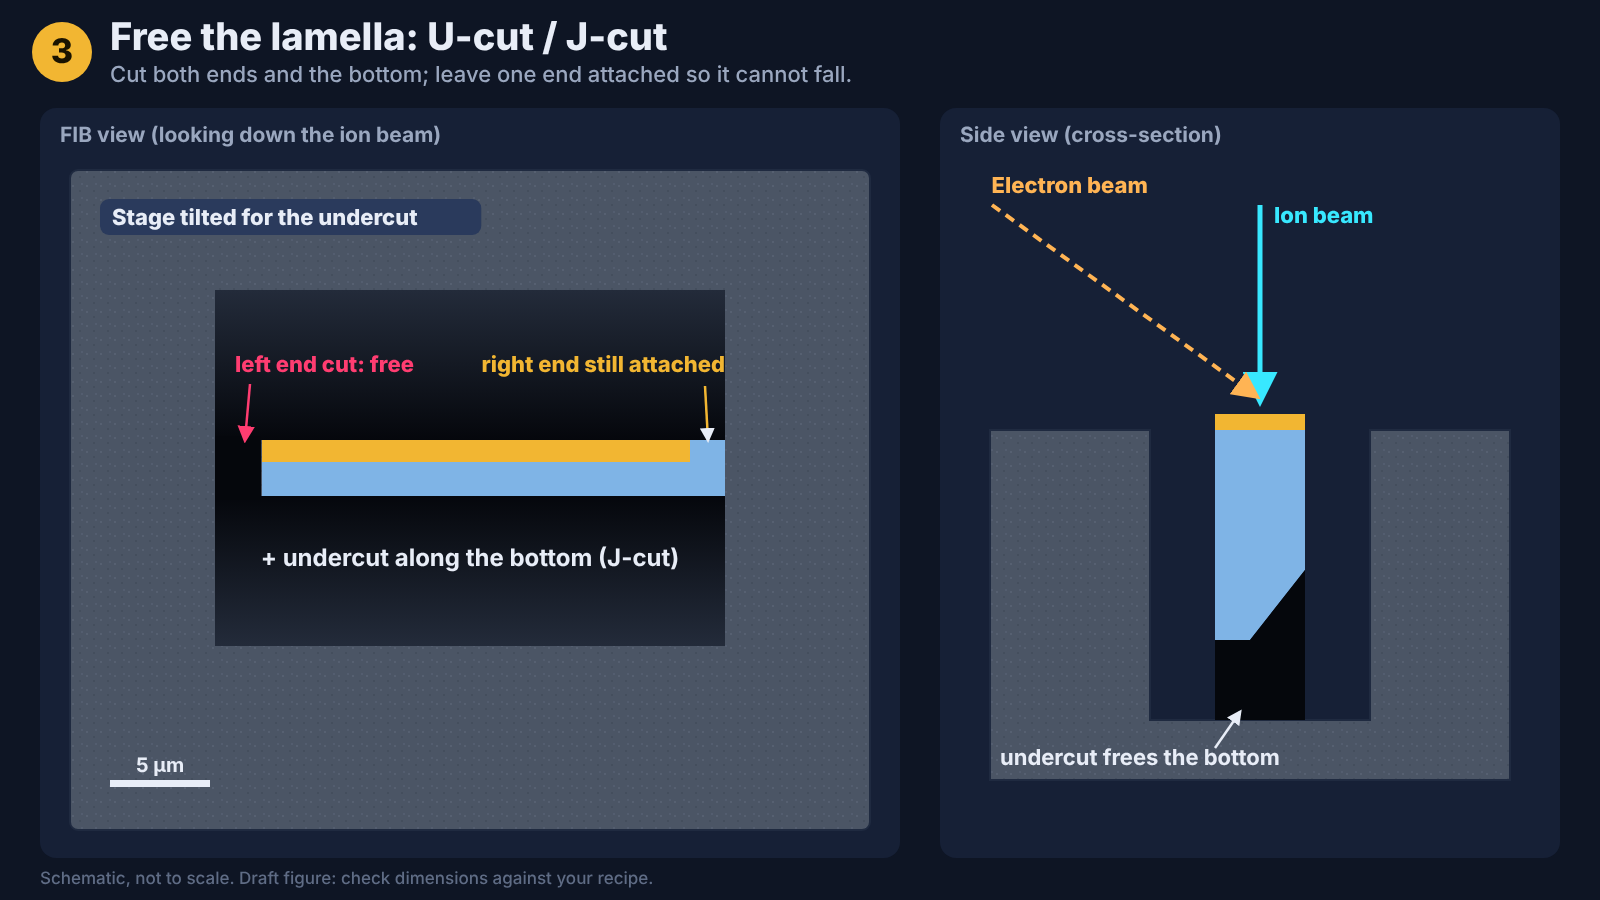 3
Free the lamella: U-cut / J-cut
Cut both ends and the bottom; leave one end attached so it cannot fall.
FIB view (looking down the ion beam)
Stage tilted for the undercut
left end cut: free
right end still attached
+ undercut along the bottom (J-cut)
5 µm
Side view (cross-section)
Electron beam
Ion beam
undercut frees the bottom
Schematic, not to scale. Draft figure: check dimensions against your recipe.